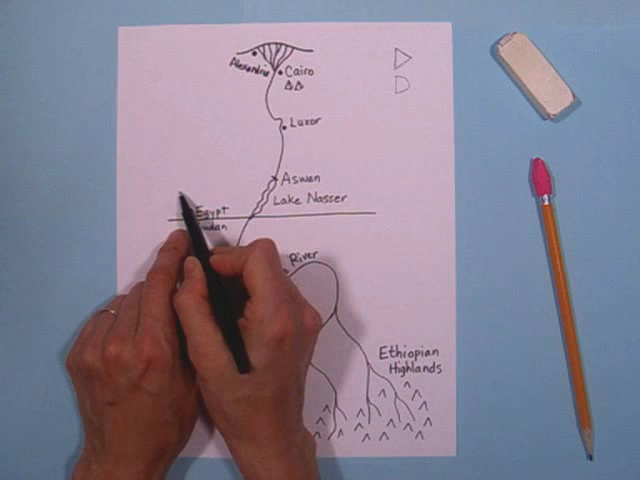 Alexandria
Cairo
Luxor
Aswan
Lake Nasser
Egypt
River
Ethiopian
Highlands